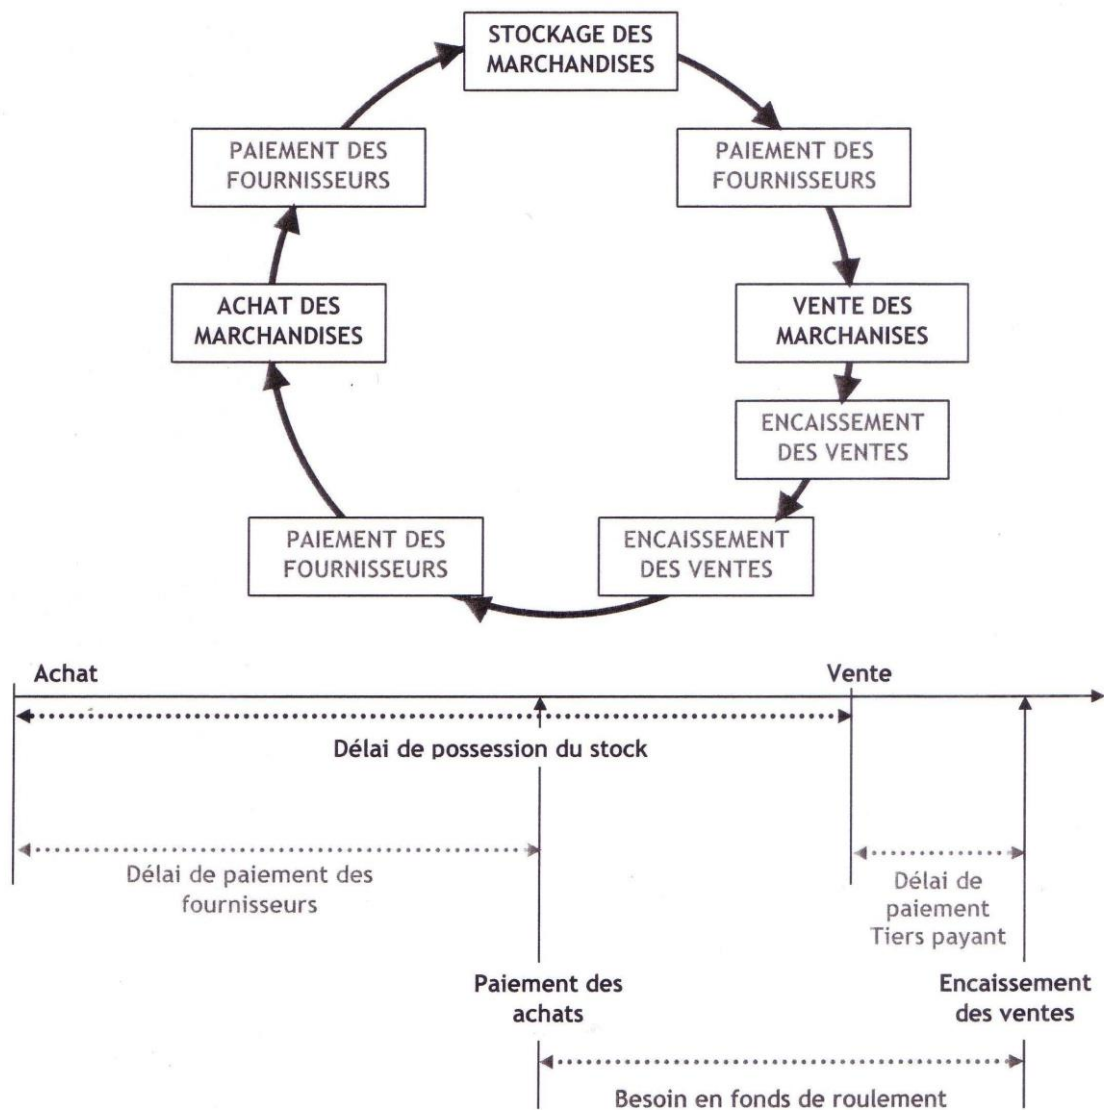 STOCKAGE DES
MARCHANDISES
PAIEMENT DES
FOURNISSEURS
PAIEMENT DES
FOURNISSEURS
ACHAT DES
MARCHANDISES
VENTE DES
MARCHANISES
ENCAISSEMENT
DES VENTES
PAIEMENT DES
FOURNISSEURS
ENCAISSEMENT
DES VENTES
Achat
Vente
Délai de possession du stock
Délai de paiement des
fournisseurs
Délai de
paiement
Tiers payant
Paiement des
achats
Encaissement
des ventes
Besoin en fonds de roulement